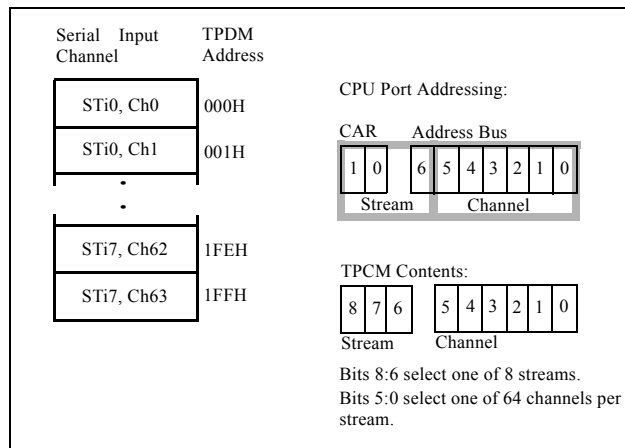 Serial Input Channel
TPDM Address
STi0, Ch0
000H
STi0, Ch1
001H
STi7, Ch62
1FEH
STi7, Ch63
1FFH
CPU Port Addressing:
CAR
Address Bus
1 0 6 5 4 3 2 1 0
Stream
Channel
TPCM Contents:
8 7 6 5 4 3 2 1 0
Stream
Channel
Bits 8:6 select one of 8 streams.
Bits 5:0 select one of 64 channels per
stream.